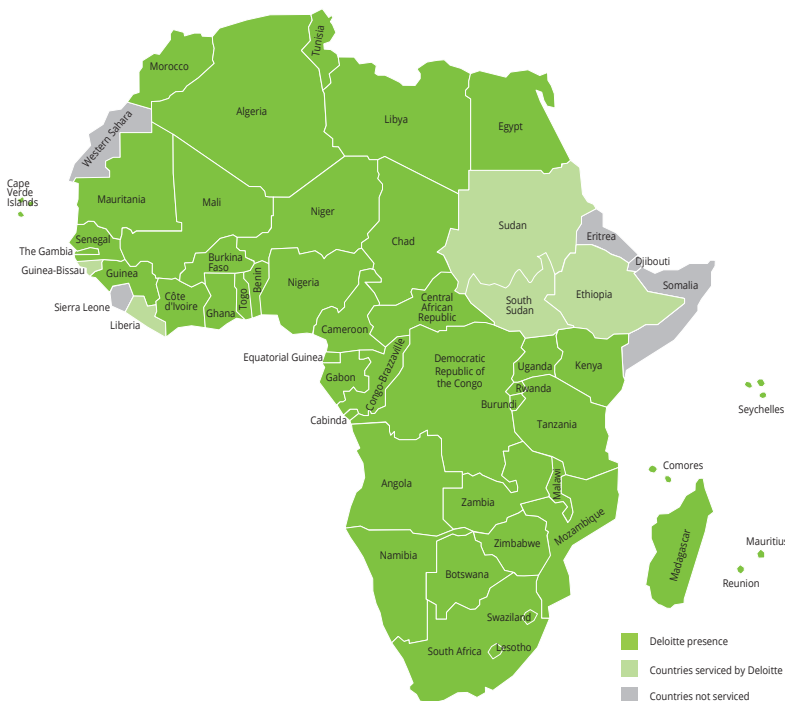 Tunisia
Morocco
Algeria
Libya
Egypt
Western Sahara
Cape
Verde
Islands
Mauritania
Mali
Niger
Chad
Sudan
Eritrea
Djibouti
Somalia
Senegal
The Gambia
Guinea-Bissau
Guinea
Burkina
Faso
Benin
Togo
Nigeria
Côte
d'Ivoire
Ghana
Sierra Leone
Liberia
Central
African
Republic
South
Sudan
Ethiopia
Cameroon
Equatorial Guinea
Gabon
Congo-Brazzaville
Democratic
Republic of
the Congo
Uganda
Kenya
Rwanda
Burundi
Cabinda
Tanzania
Seychelles
Comores
Angola
Zambia
Malawi
Mozambique
Madagascar
Mauritius
Reunion
Namibia
Zimbabwe
Botswana
Swaziland
South Africa
Lesotho
Deloitte presence
Countries serviced by Deloitte
Countries not serviced